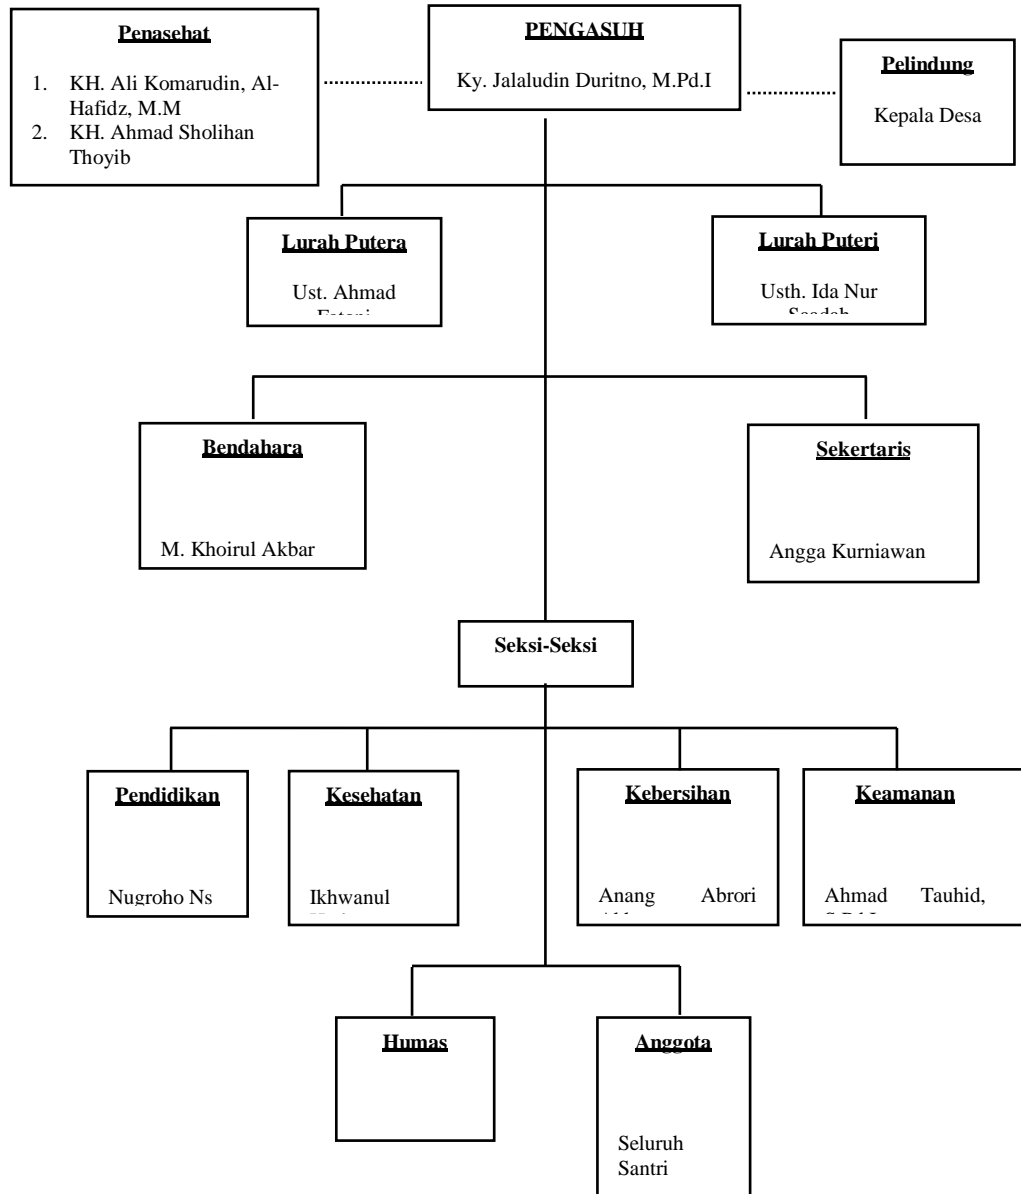 Penasehat
1. KH. Ali Komarudin, Al-
Hafidz, M.M
2. KH. Ahmad Sholihan
Thoyib
PENGASUH
Ky. Jalaludin Duritno, M.Pd.I
Pelindung
Kepala Desa
Lurah Putera
Ust. Ahmad
Lurah Puteri
Usth. Ida Nur
Bendahara
M. Khoirul Akbar
Sekertaris
Angga Kurniawan
Seksi-Seksi
Pendidikan
Nugroho Ns
Kesehatan
Ikhwanul
Kebersihan
Anang Abrori
Keamanan
Ahmad Tauhid,
Humas
Anggota
Seluruh
Santri